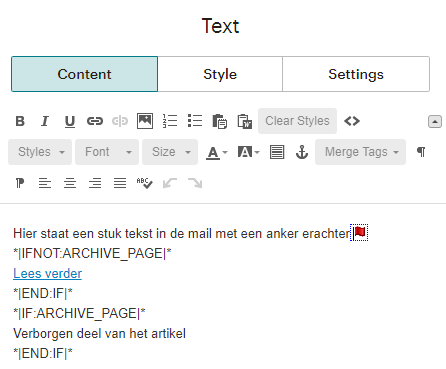 Text
Content Style Settings
B I U Clear Styles <>
Styles Font Size A A Merge Tags ¶
¶ ABC
Hier staat een stuk tekst in de mail met een anker erachter
*|IFNOT:ARCHIVE_PAGE|*
Lees verder
*|END:IF|*
*|IF:ARCHIVE_PAGE|*
Verborgen deel van het artikel
*|END:IF|*